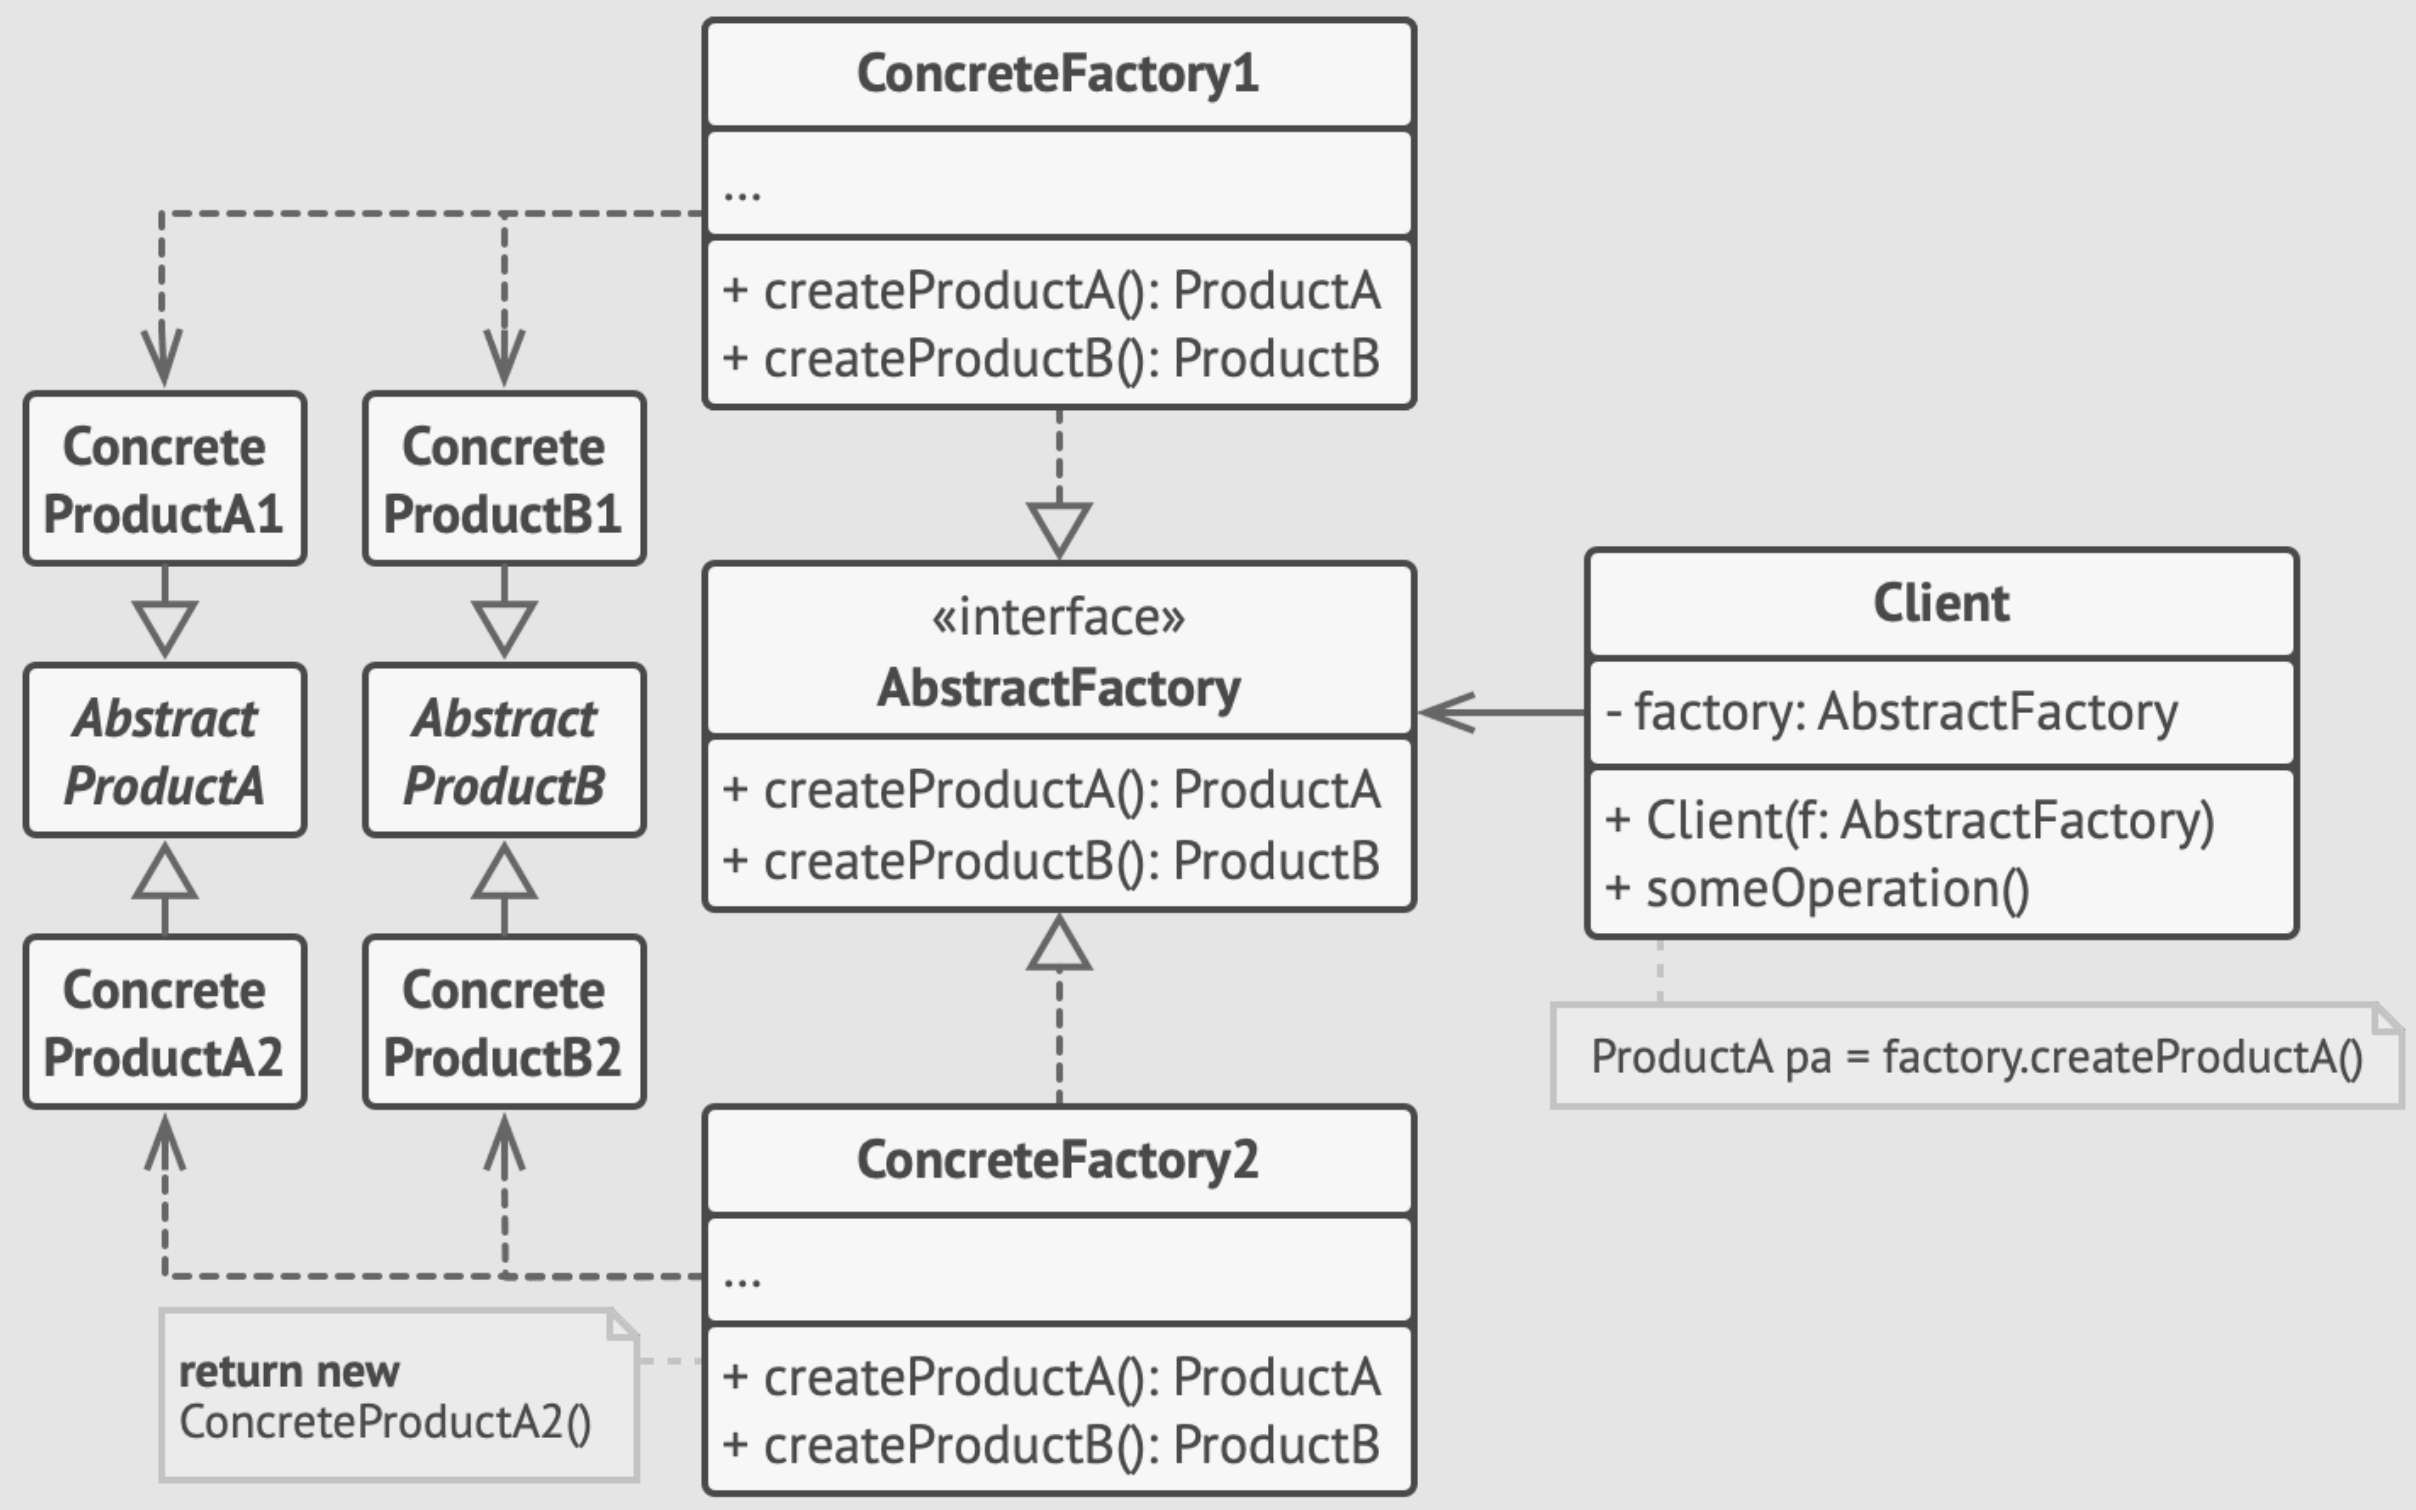 ConcreteFactory1
...
+ createProductA(): ProductA
+ createProductB(): ProductB
Concrete
ProductA1
Concrete
ProductB1
Abstract
ProductA
Abstract
ProductB
Concrete
ProductA2
Concrete
ProductB2
«interface»
AbstractFactory
+ createProductA(): ProductA
+ createProductB(): ProductB
Client
- factory: AbstractFactory
+ Client(f: AbstractFactory)
+ someOperation()
ProductA pa = factory.createProductA()
ConcreteFactory2
...
+ createProductA(): ProductA
+ createProductB(): ProductB
return new
ConcreteProductA2()